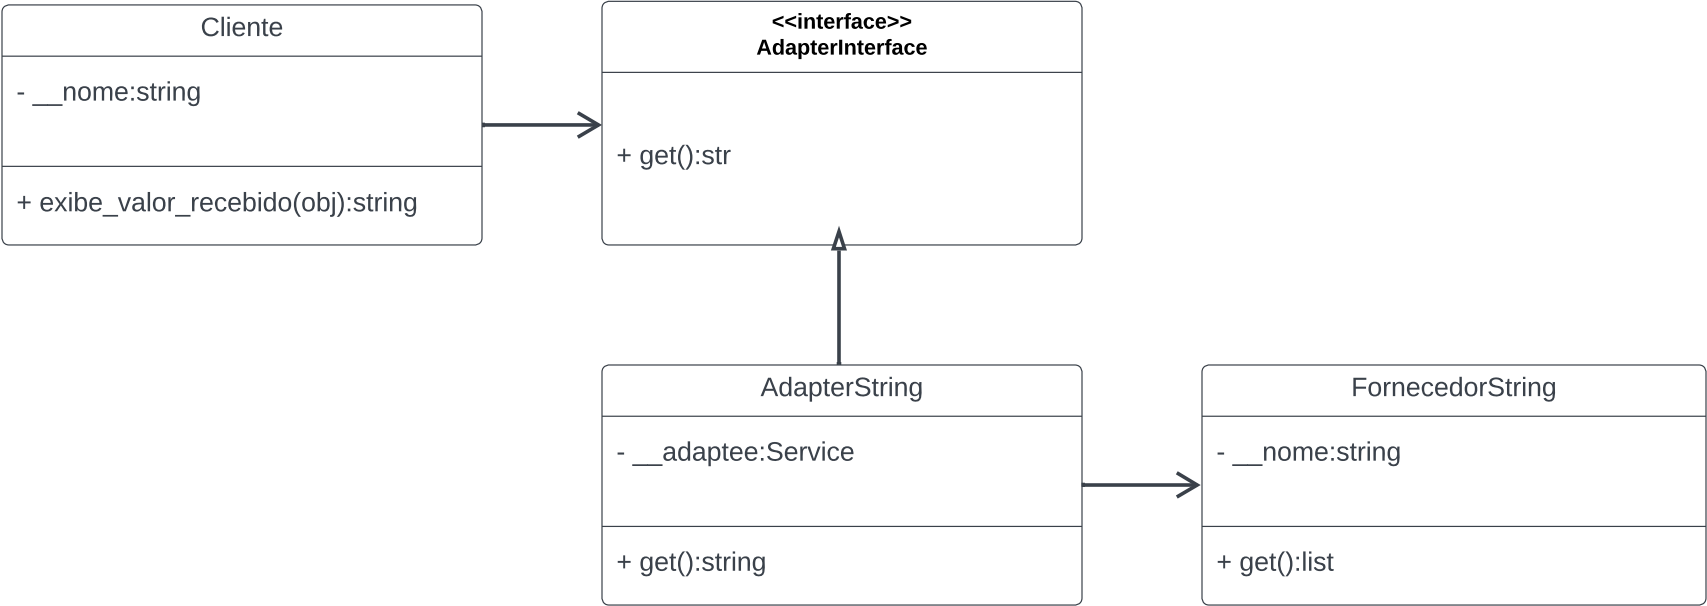 Cliente
- __nome:string
+ exibe_valor_recebido(obj):string
<<interface>>
AdapterInterface
+ get():str
AdapterString
- __adaptee:Service
+ get():string
FornecedorString
- __nome:string
+ get():list